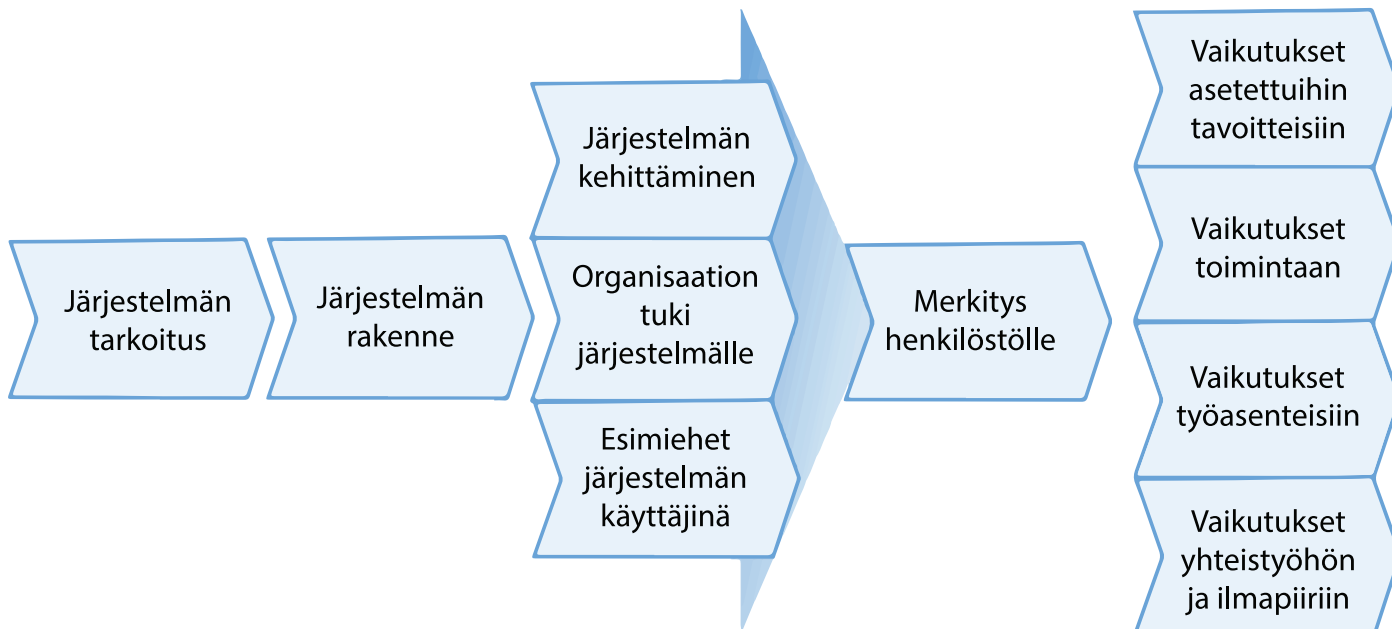 Järjestelmän
tarkoitus
Järjestelmän
rakenne
Järjestelmän
kehittäminen
Organisaation
tuki
järjestelmälle
Esimiehet
järjestelmän
käyttäjinä
Merkitys
henkilöstölle
Vaikutukset
asetettuihin
tavoitteisiin
Vaikutukset
toimintaan
Vaikutukset
työasenteisiin
Vaikutukset
yhteistyöhön
ja ilmapiiriin